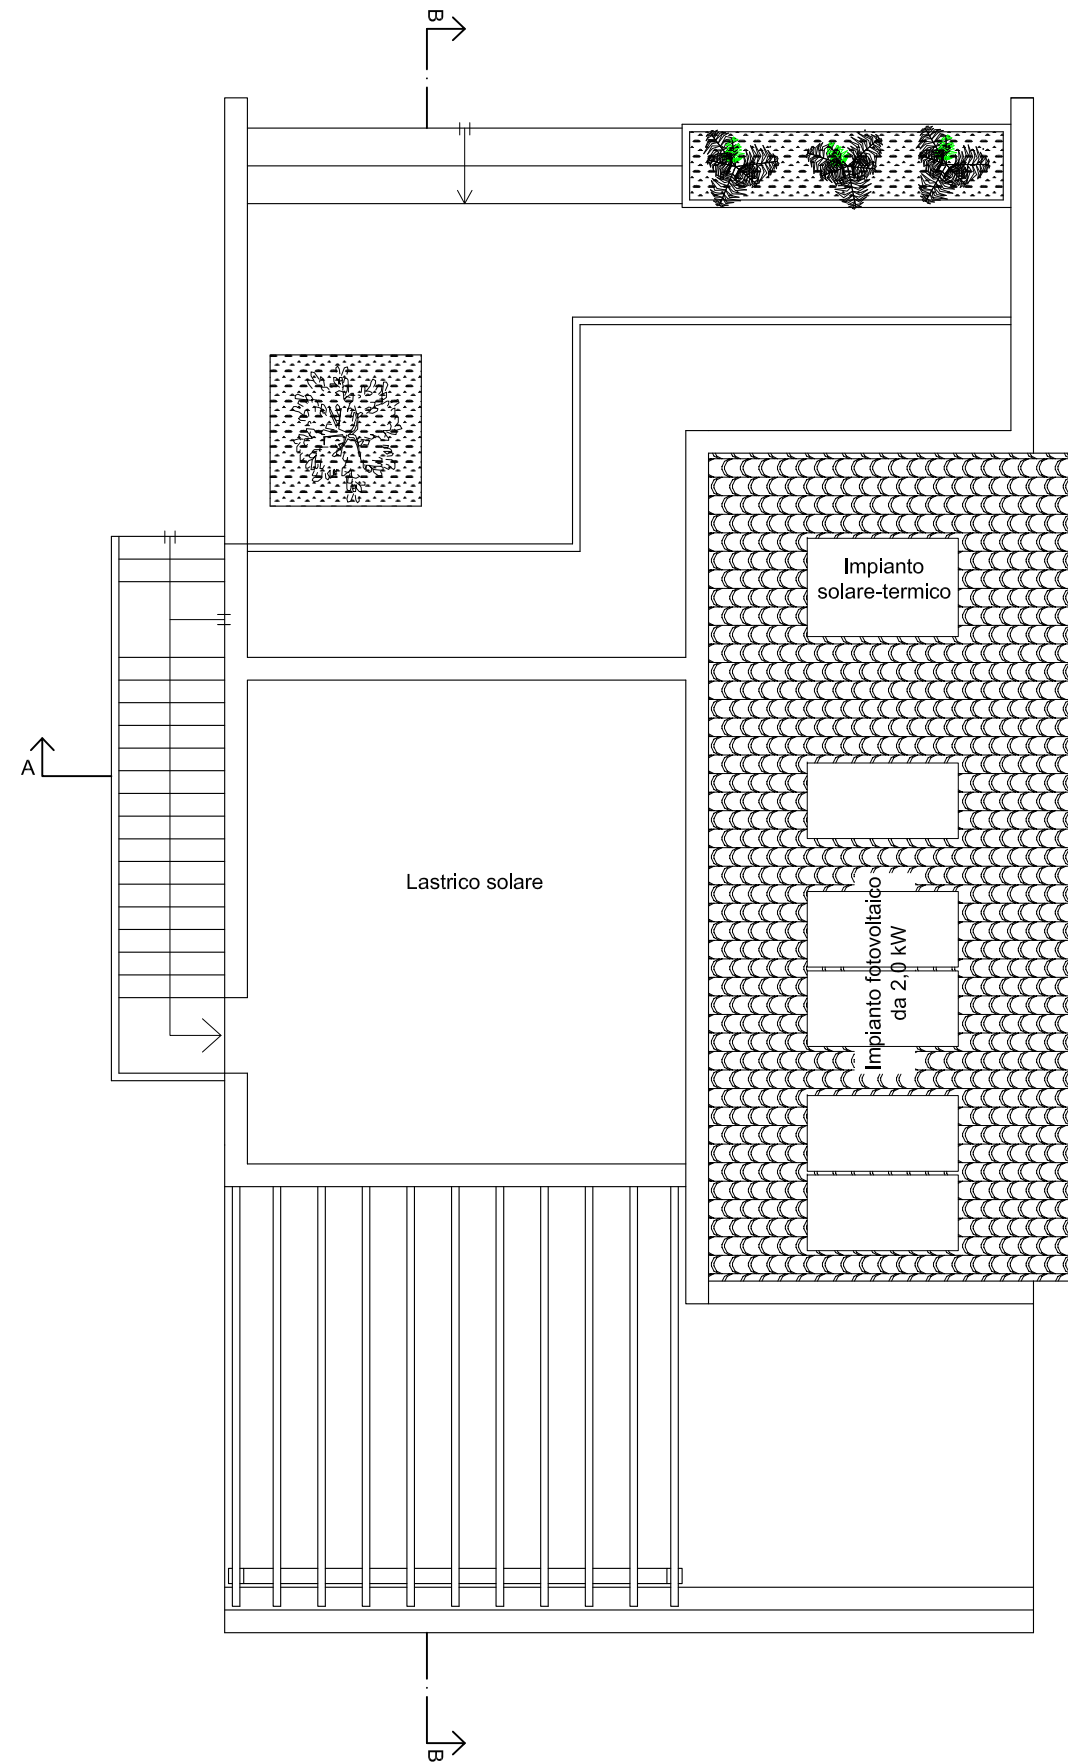 B
Impianto
solare-termico
A
Lastrico solare
Impianto fotovoltaico
da 2,0 kW
B